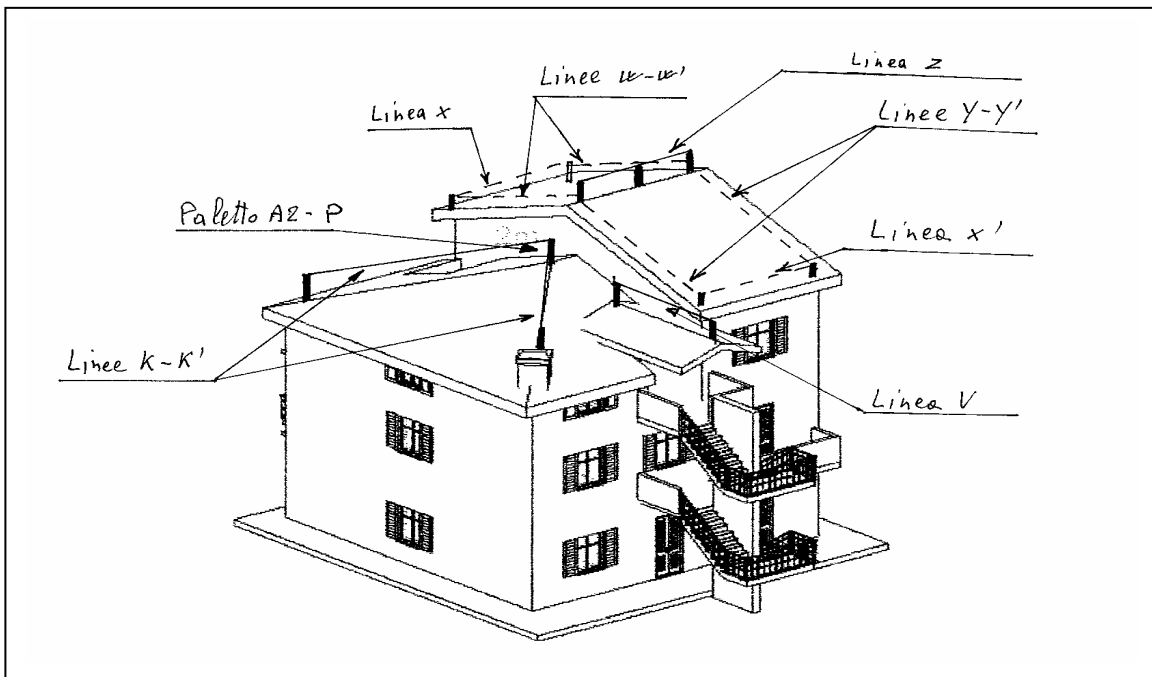 Linea z
Linee w-w'
Linee Y-Y'
Linea x
Paletto A2-P
Linea x'
Linee K-K'
Linea V